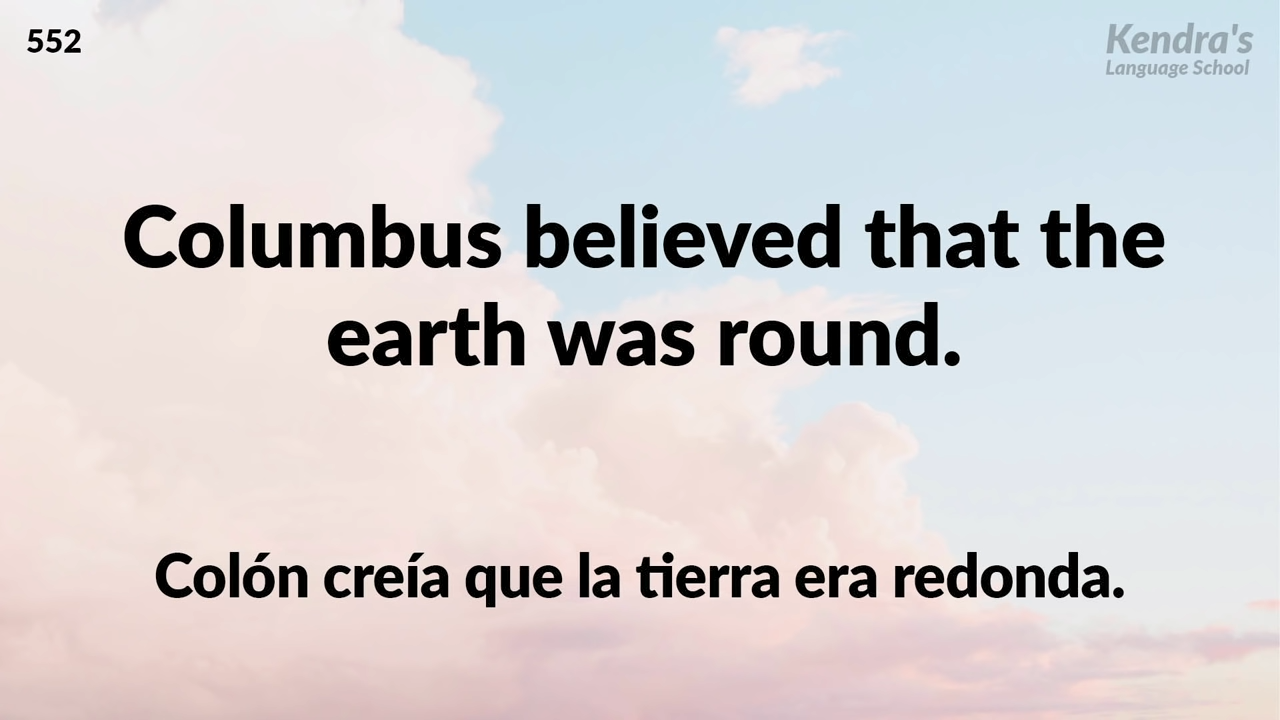 552
Kendra's
Language School
Columbus believed that the
earth was round.
Colón creía que la tierra era redonda.